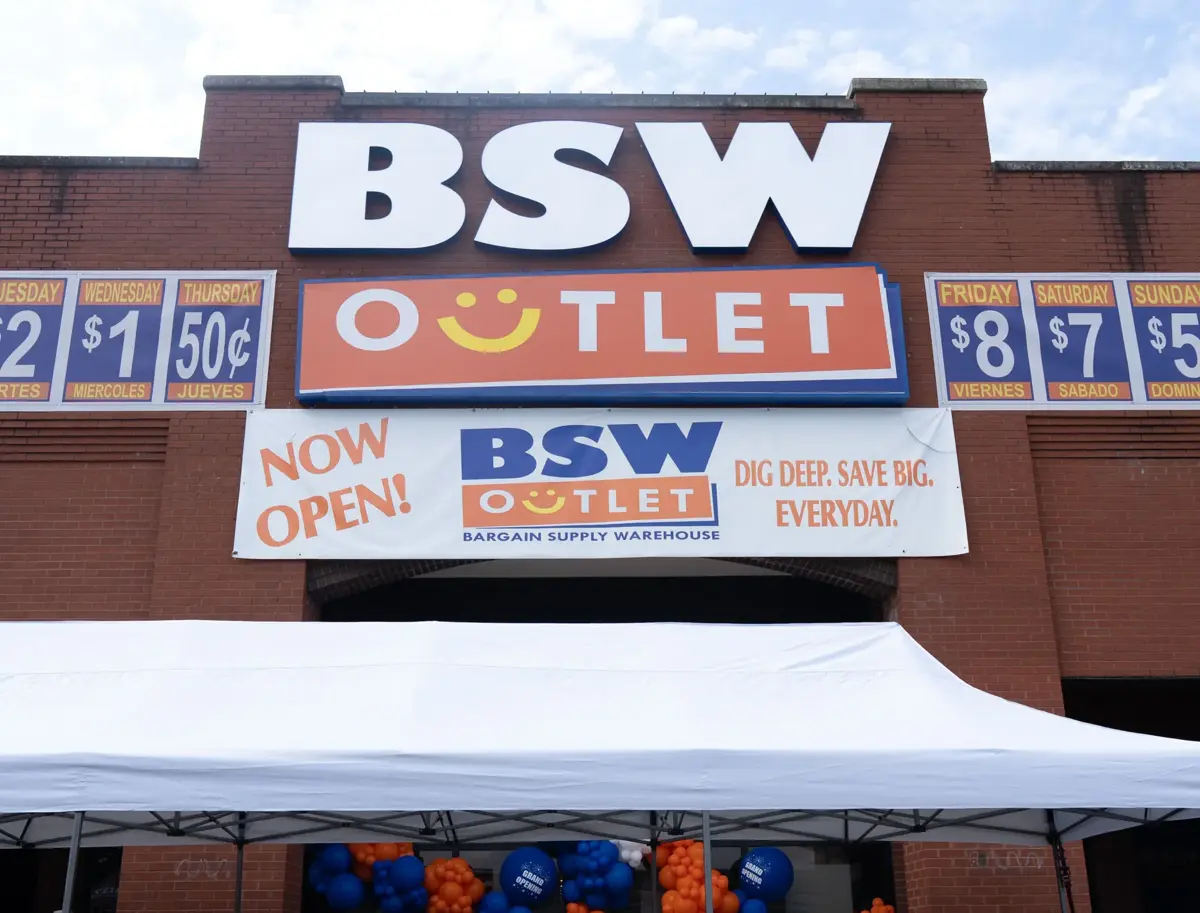 BSW
OUTLET
UESDAY
2
RTES
WEDNESDAY
$1
MIERCOLES
THURSDAY
50¢
JUEVES
FRIDAY
$8
VIERNES
SATURDAY
$7
SABADO
SUNDAY
$5
DOMIN
NOW
OPEN!
BSW
OUTLET
BARGAIN SUPPLY WAREHOUSE
DIG DEEP. SAVE BIG.
EVERYDAY.
GRAND
OPENING
GRAND
OPENING